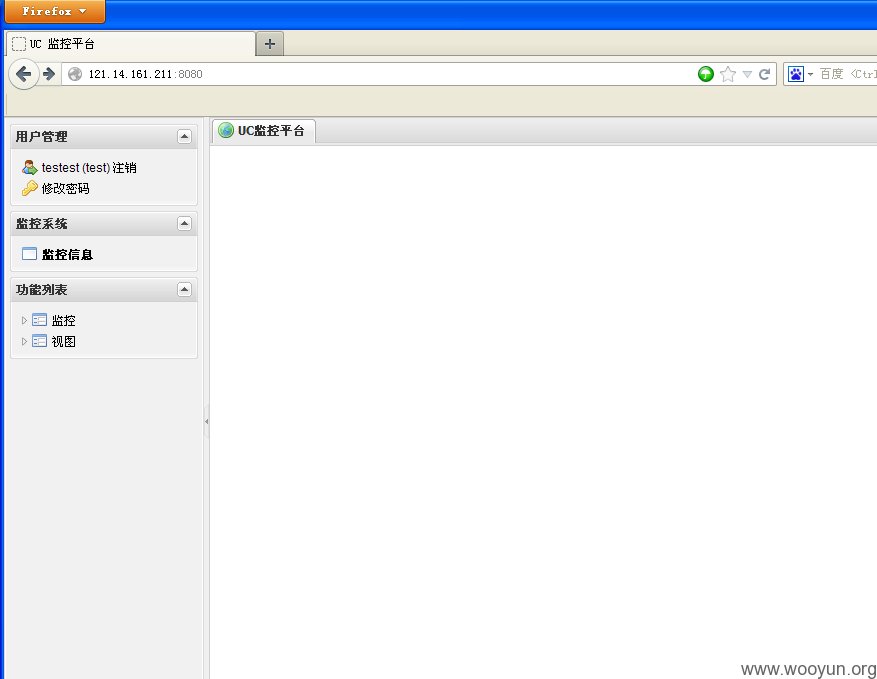 Firefox
UC 监控平台
121.14.161.211:8080
百度 <Ctrl
用户管理
UC监控平台
testest (test) 注销
修改密码
监控系统
监控信息
功能列表
监控
视图
www.wooyun.org